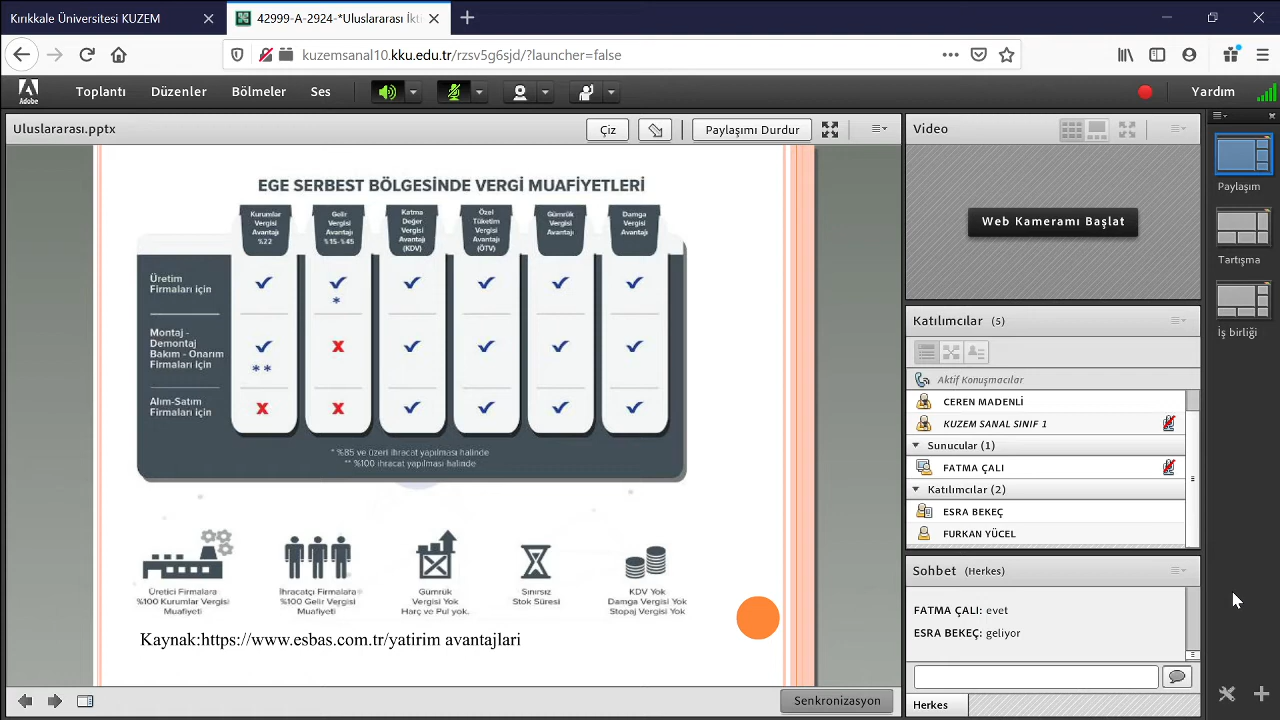 Kırıkkale Üniversitesi KUZEM
42999-A-2924-*Uluslararası İkti
kuzemsanal10.kku.edu.tr/rzsv5g6sjd/?launcher=false
Adobe
Toplantı
Düzenler
Bölmeler
Ses
Yardım
Uluslararası.pptx
Çiz
Paylaşımı Durdur
EGE SERBEST BÖLGESİNDE VERGİ MUAFİYETLERİ
Kurumlar
Vergisi
Avantajı
%22
Gelir
Vergisi
Avantajı
%15-%45
Katma
Değer
Vergisi
Avantajı
(KDV)
Özel
Tüketim
Vergisi
Avantajı
(ÖTV)
Gümrük
Vergisi
Avantajı
Damga
Vergisi
Avantajı
Üretim
Firmaları için
*
Montaj -
Demontaj
Bakım - Onarım
Firmaları için
X
**
Alım-Satım
Firmaları için
X
X
* %85 ve üzeri ihracat yapılması halinde
** %100 ihracat yapılması halinde
Üretici Firmalara
%100 Kurumlar Vergisi
Muafiyeti
İhracatçı Firmalara
%100 Gelir Vergisi
Muafiyeti
Gümrük
Vergisi Yok
Harç ve Pul yok.
Sınırsız
Stok Süresi
KDV Yok
Damga Vergisi Yok
Stopaj Vergisi Yok
Kaynak:https://www.esbas.com.tr/yatirim avantajlari
Senkronizasyon
Video
Web Kameramı Başlat
Katılımcılar (5)
Aktif Konuşmacılar
CEREN MADENLİ
KUZEM SANAL SINIF 1
Sunucular (1)
FATMA ÇALI
Katılımcılar (2)
ESRA BEKEÇ
FURKAN YÜCEL
Sohbet (Herkes)
FATMA ÇALI: evet
ESRA BEKEÇ: geliyor
Herkes
Paylaşım
Tartışma
İş birliği